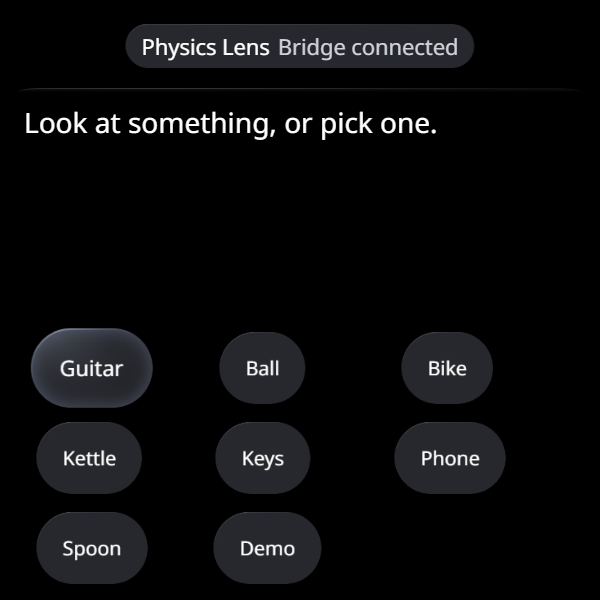 Physics Lens Bridge connected
Look at something, or pick one.
Guitar Ball Bike
Kettle Keys Phone
Spoon Demo